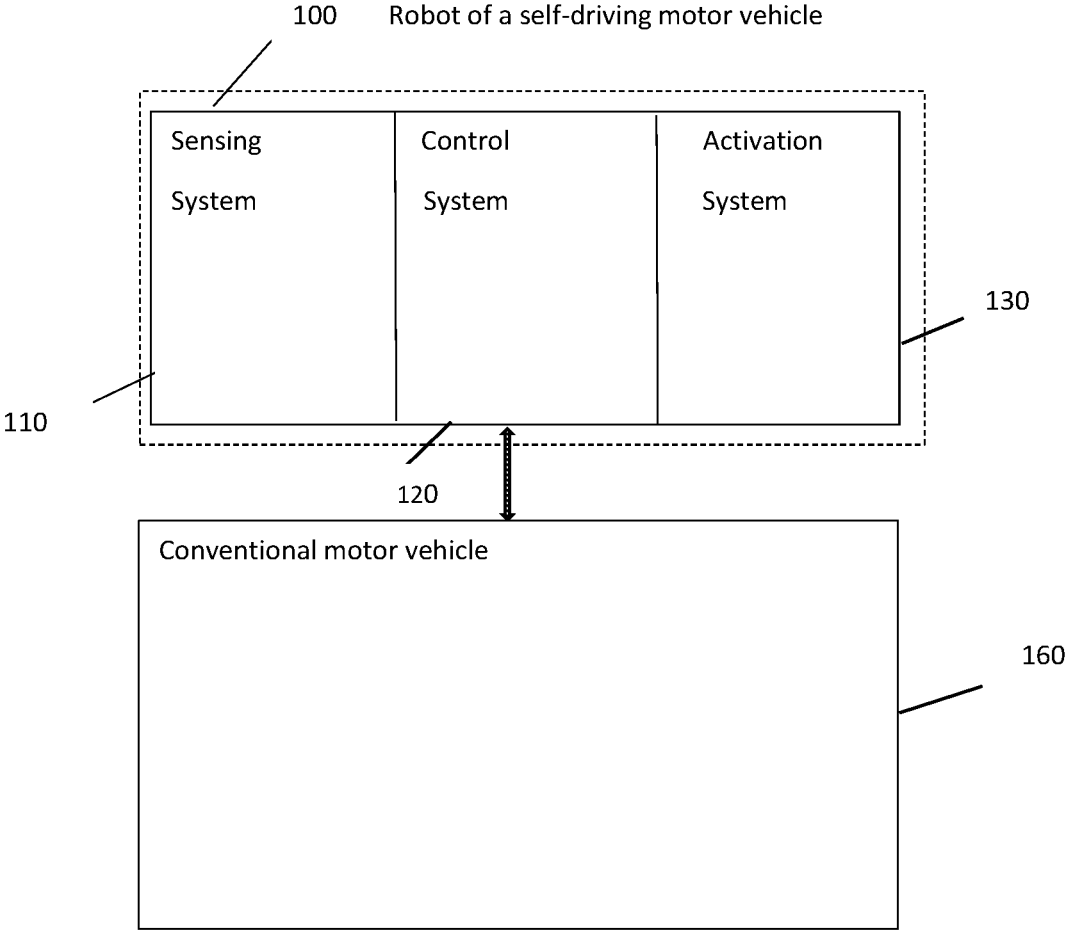 100 Robot of a self-driving motor vehicle
Sensing Control Activation
System System System
130
110
120
Conventional motor vehicle
160